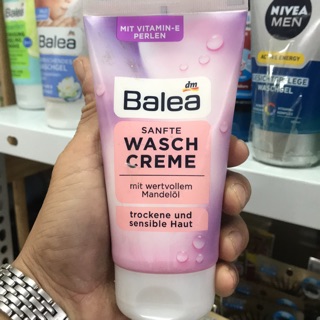 MIT VITAMIN-E
PERLEN
dm
Balea
SANFTE
WASCH
CREME
mit wertvollem
Mandelöl
trockene und
sensible Haut
Balea
NIVEA
MEN